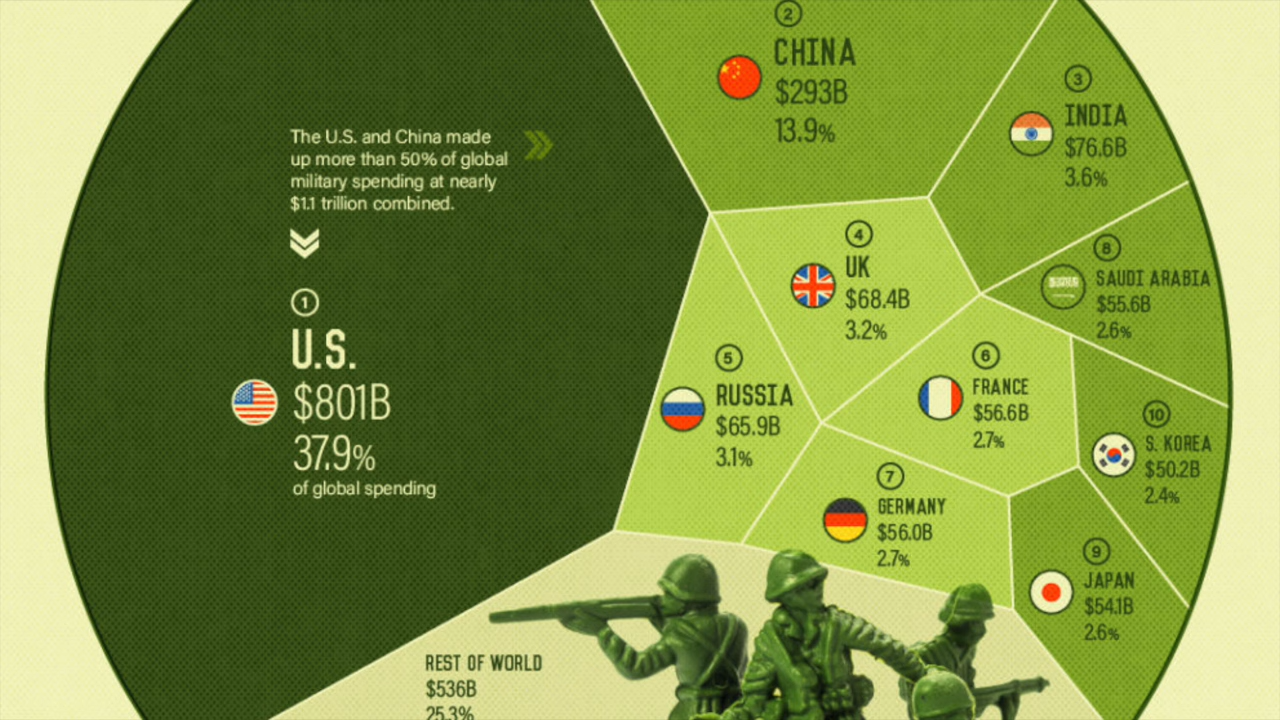 The U.S. and China made
up more than 50% of global
military spending at nearly
$1.1 trillion combined.
1
U.S.
$801B
37.9%
of global spending
2
CHINA
$293B
13.9%
3
INDIA
$76.6B
3.6%
4
UK
$68.4B
3.2%
8
SAUDI ARABIA
$55.6B
2.6%
5
RUSSIA
$65.9B
3.1%
6
FRANCE
$56.6B
2.7%
10
S. KOREA
$50.2B
2.4%
7
GERMANY
$56.0B
2.7%
9
JAPAN
$54.1B
2.6%
REST OF WORLD
$536B
25.3%